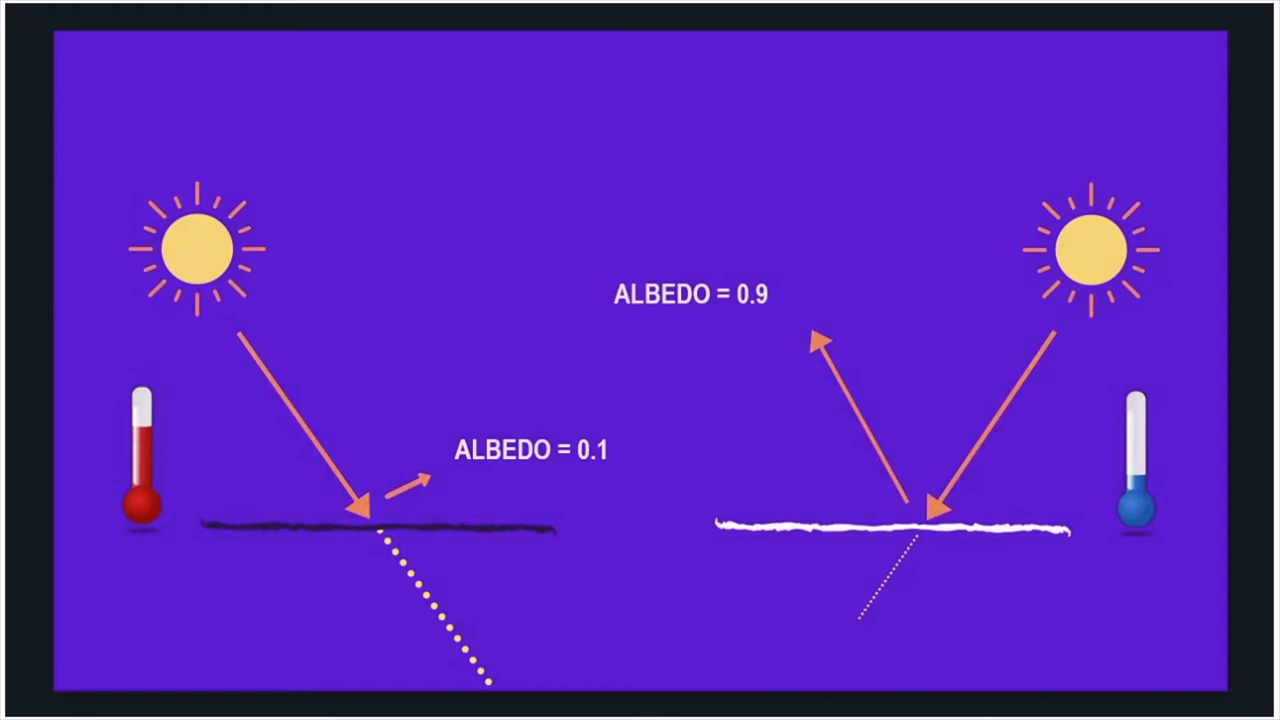 ALBEDO = 0.9
ALBEDO = 0.1